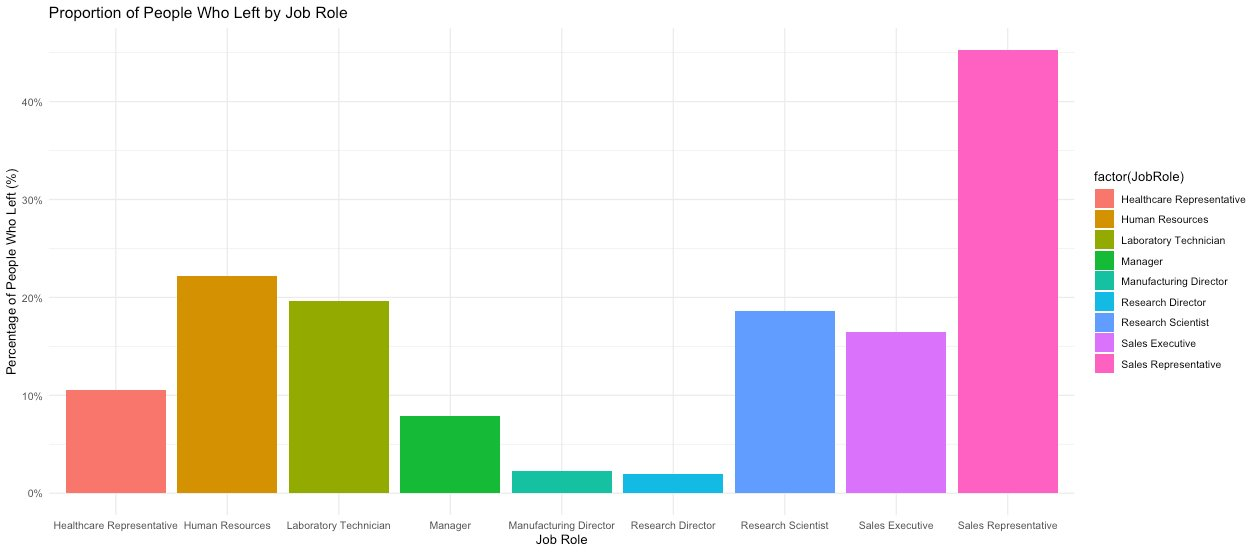 Proportion of People Who Left by Job Role
Percentage of People Who Left (%)
40%
30%
20%
10%
0%
Healthcare Representative Human Resources Laboratory Technician Manager Manufacturing Director Research Director Research Scientist Sales Executive Sales Representative
Job Role
factor(JobRole)
Healthcare Representative
Human Resources
Laboratory Technician
Manager
Manufacturing Director
Research Director
Research Scientist
Sales Executive
Sales Representative